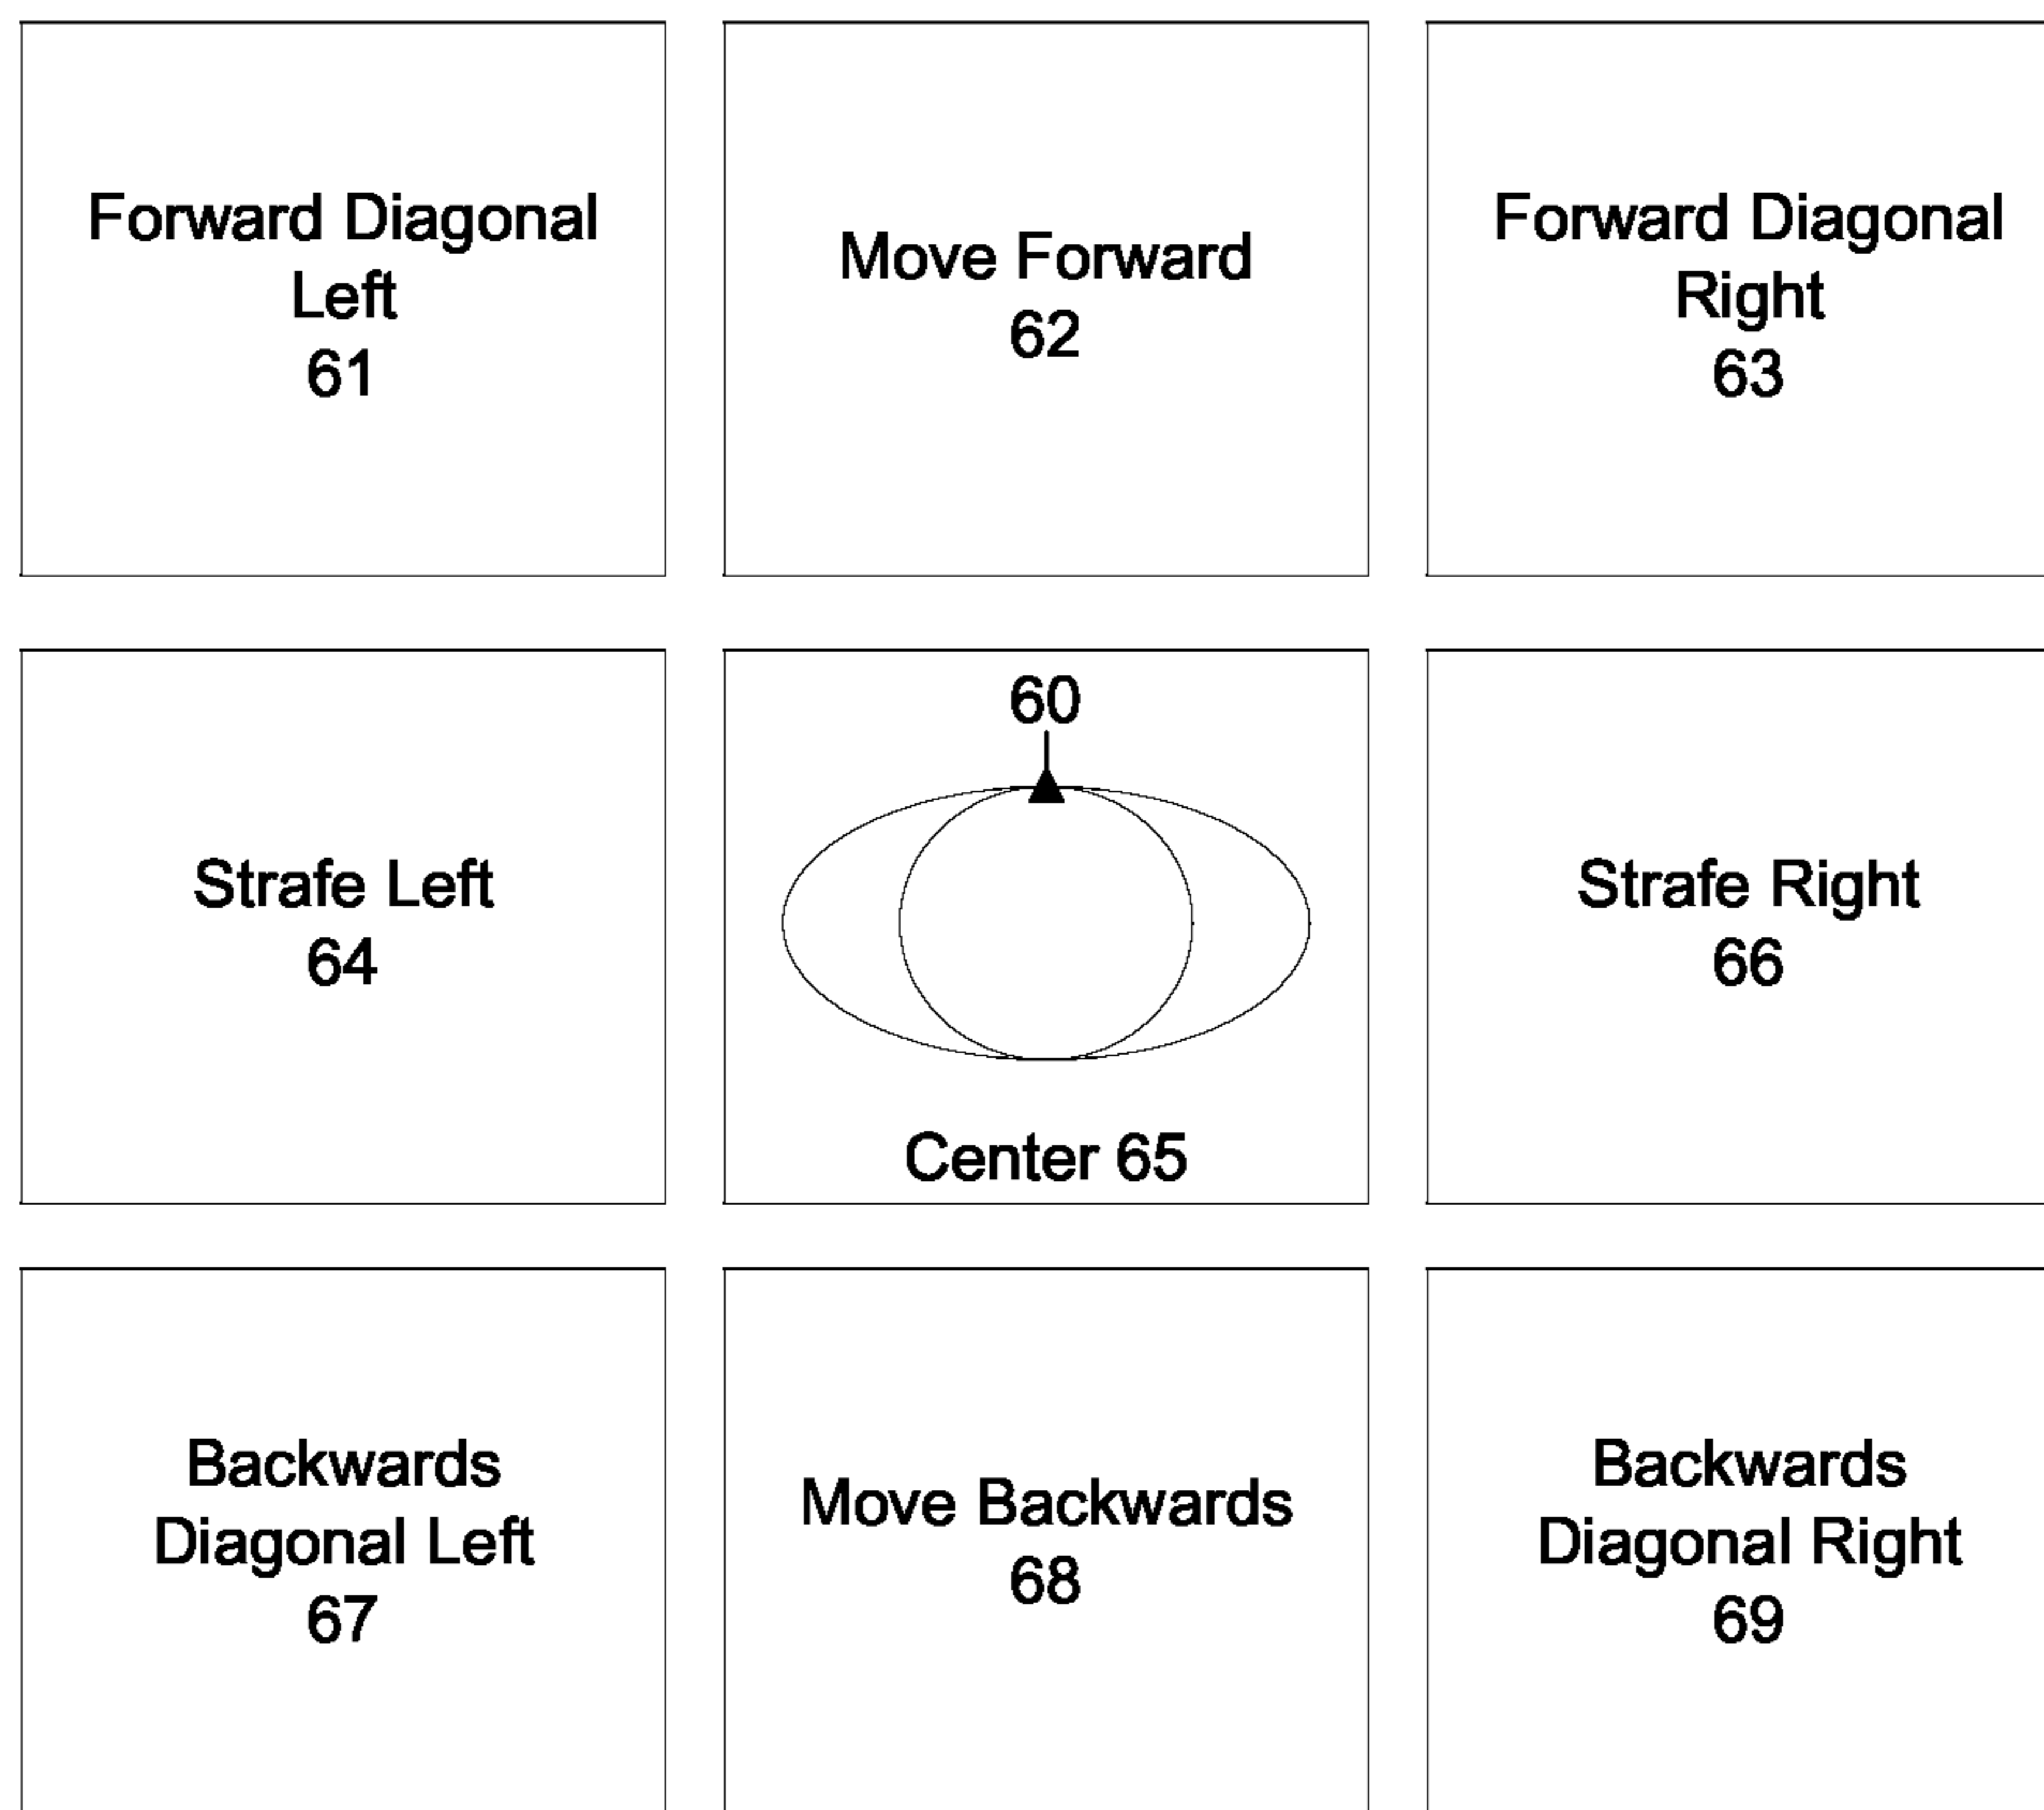 Forward Diagonal
Left
61
Move Forward
62
Forward Diagonal
Right
63
Strafe Left
64
60
Center 65
Strafe Right
66
Backwards
Diagonal Left
67
Move Backwards
68
Backwards
Diagonal Right
69